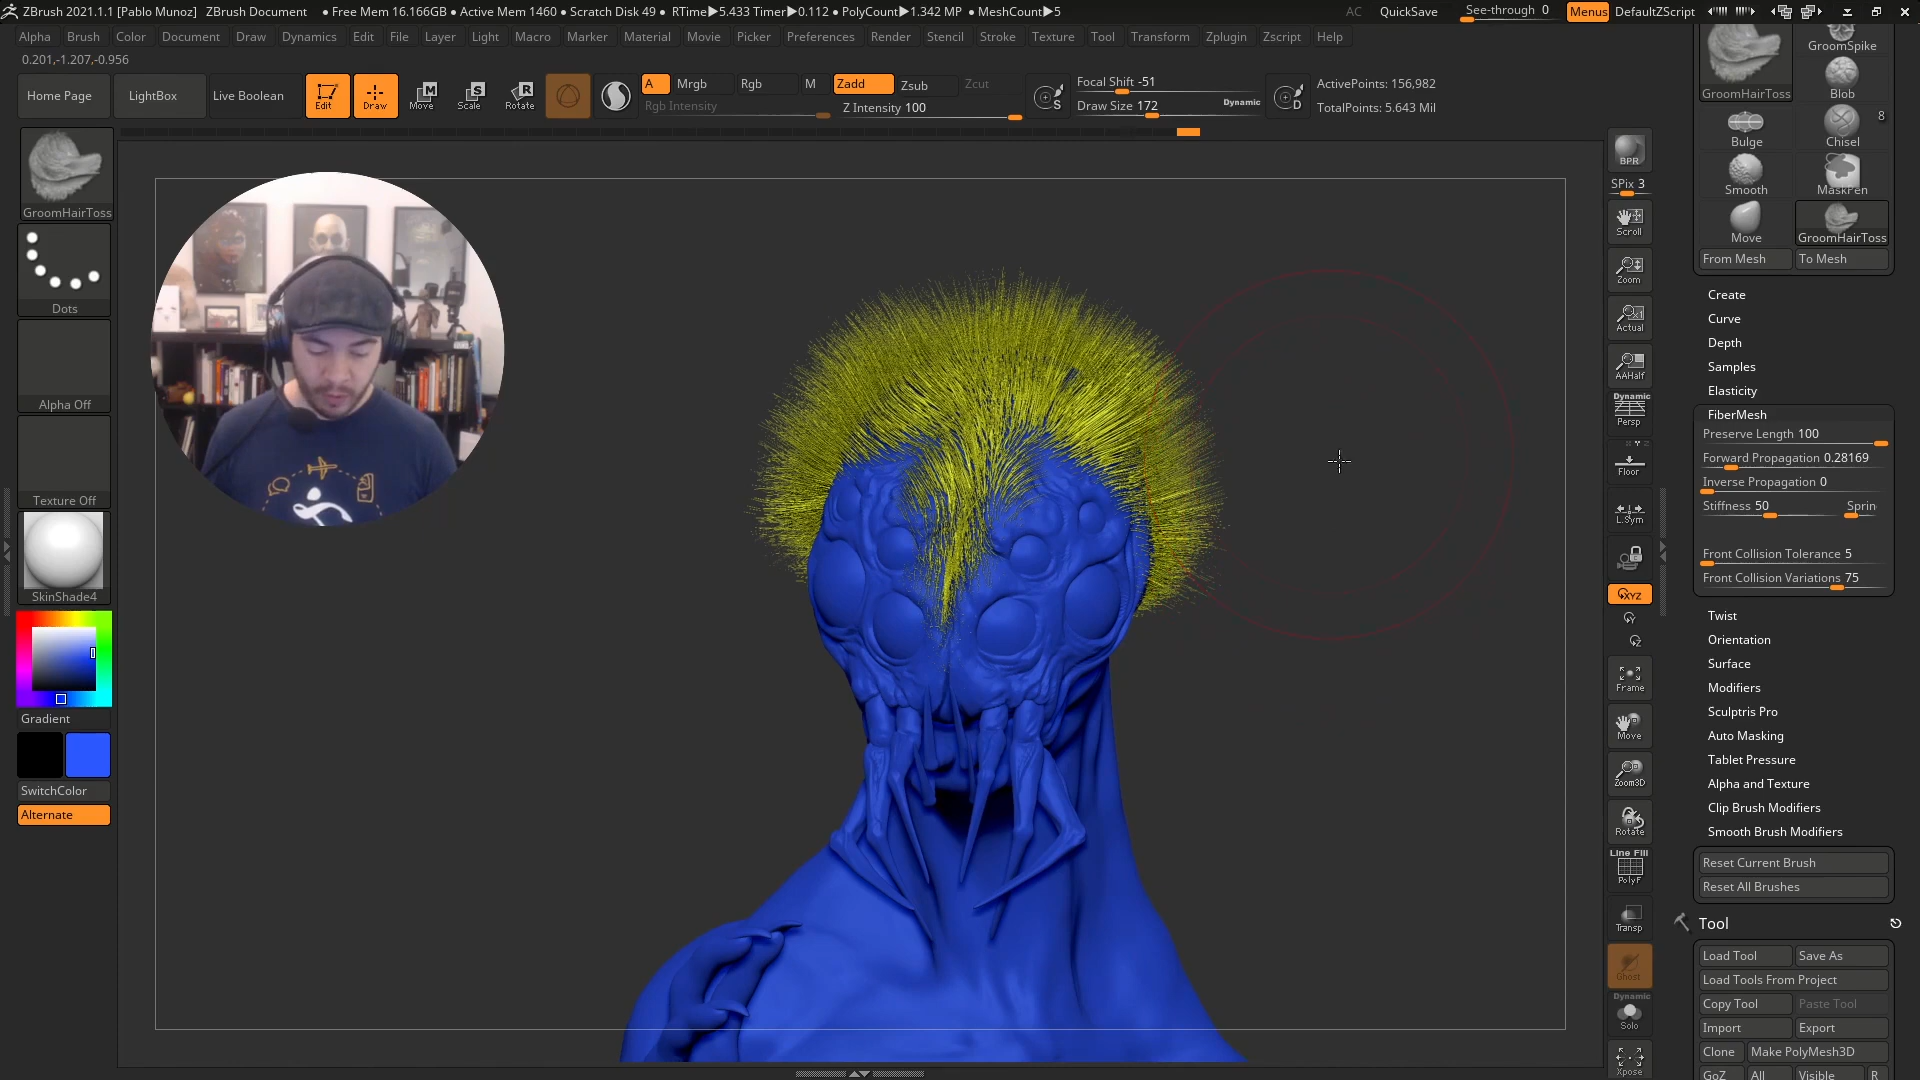 ZBrush 2021.1.1 [Pablo Munoz] ZBrush Document ● Free Mem 16.166GB ● Active Mem 1460 ● Scratch Disk 49 ● RTime▶5.433 Timer▶0.112 ● PolyCount▶1.342 MP ● MeshCount▶5 AC QuickSave See-through 0 Menus DefaultZScript
Alpha Brush Color Document Draw Dynamics Edit File Layer Light Macro Marker Material Movie Picker Preferences Render Stencil Stroke Texture Tool Transform Zplugin Zscript Help
0.201,-1.207,-0.956
Home Page LightBox Live Boolean Edit Draw Move Scale Rotate
A Mrgb Rgb M Zadd Zsub Zcut
Rgb Intensity Z Intensity 100
Focal Shift -51
Draw Size 172 Dynamic
ActivePoints: 156,982
TotalPoints: 5.643 Mil
GroomHairToss
Dots
Alpha Off
Texture Off
SkinShade4
Gradient
SwitchColor
Alternate
BPR
SPix 3
Scroll
Zoom
Actual
AAHalf
Dynamic
Persp
Floor
L.Sym
XYZ
Frame
Move
Zoom3D
Rotate
Line Fill
PolyF
Transp
Ghost
Dynamic
Solo
Xpose
GroomHairToss GroomSpike
Blob
8
Bulge Chisel
Smooth MaskPen
Move GroomHairToss
From Mesh To Mesh
Create
Curve
Depth
Samples
Elasticity
FiberMesh
Preserve Length 100
Forward Propagation 0.28169
Inverse Propagation 0
Stiffness 50 Sprin
Front Collision Tolerance 5
Front Collision Variations 75
Twist
Orientation
Surface
Modifiers
Sculptris Pro
Auto Masking
Tablet Pressure
Alpha and Texture
Clip Brush Modifiers
Smooth Brush Modifiers
Reset Current Brush
Reset All Brushes
Tool
Load Tool Save As
Load Tools From Project
Copy Tool Paste Tool
Import Export
Clone Make PolyMesh3D
GoZ All Visible R